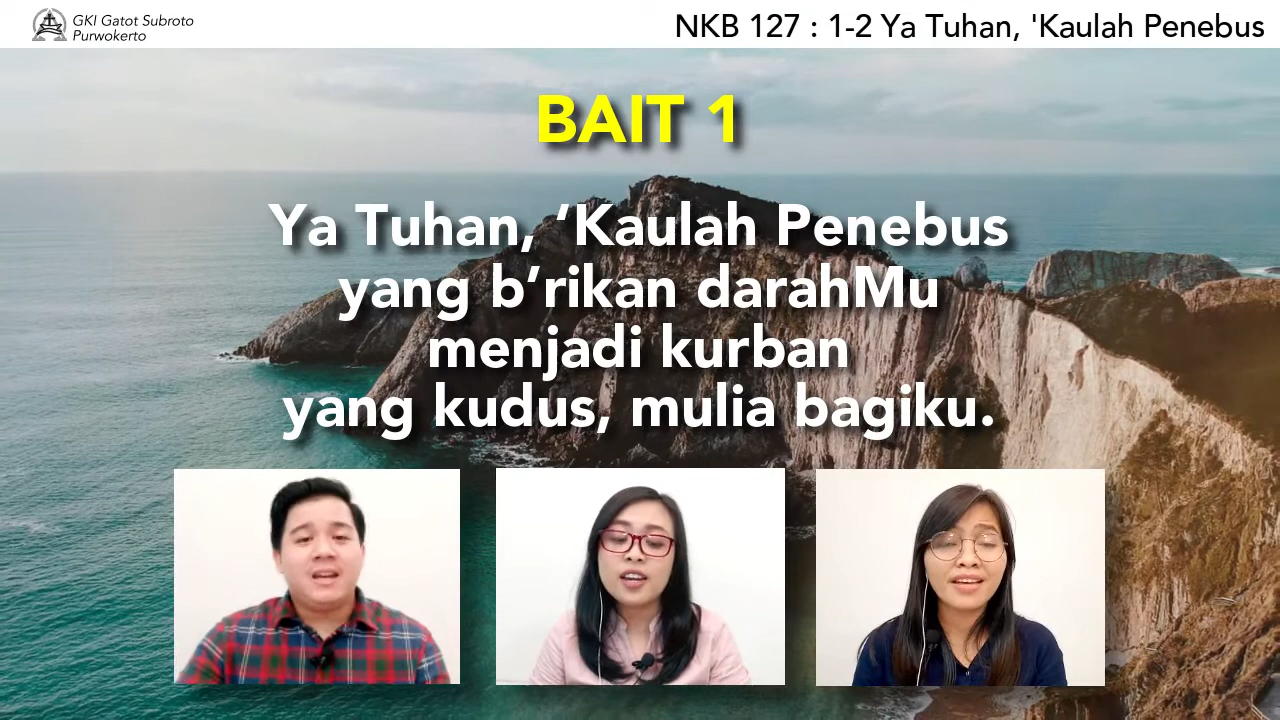 GKI Gatot Subroto
Purwokerto
NKB 127 : 1-2 Ya Tuhan, 'Kaulah Penebus
BAIT 1
Ya Tuhan, ‘Kaulah Penebus
yang b’rikan darahMu
menjadi kurban
yang kudus, mulia bagiku.